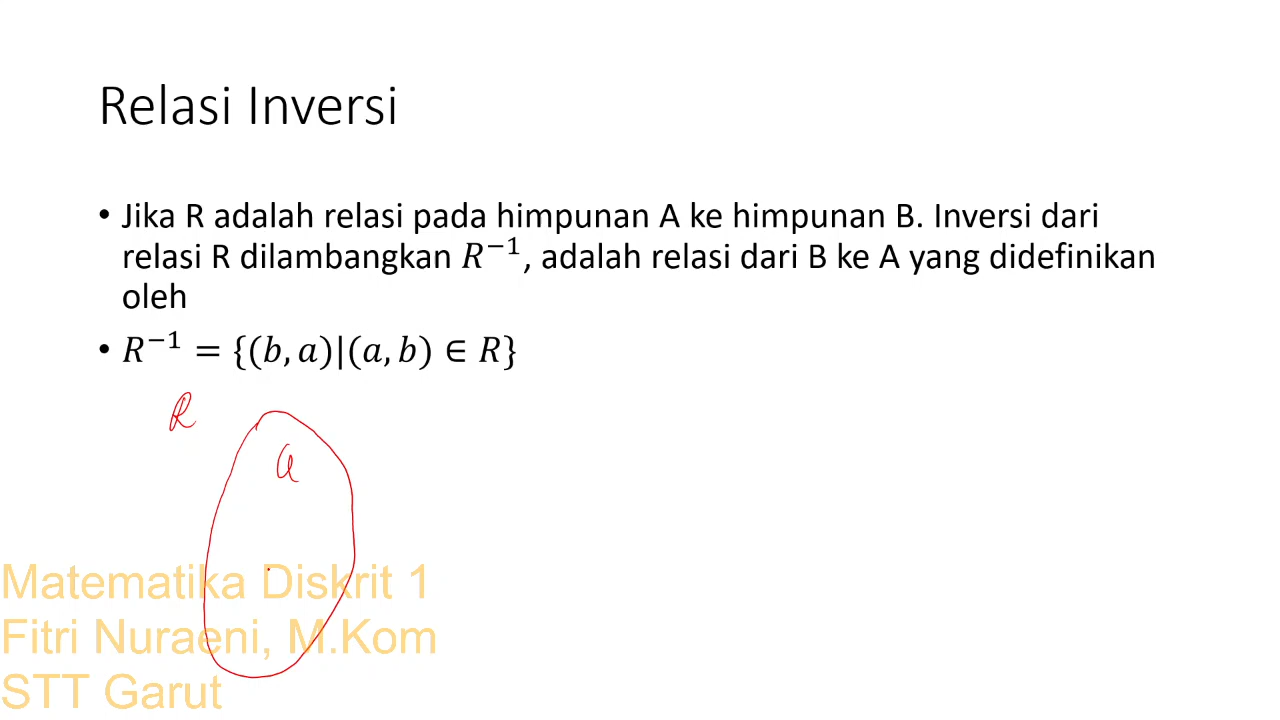 Relasi Inversi
• Jika R adalah relasi pada himpunan A ke himpunan B. Inversi dari
relasi R dilambangkan R⁻¹, adalah relasi dari B ke A yang didefinikan
oleh
• R⁻¹ = {(b, a)|(a, b) ∈ R}
R
a
Matematika Diskrit 1
Fitri Nuraeni, M.Kom
STT Garut